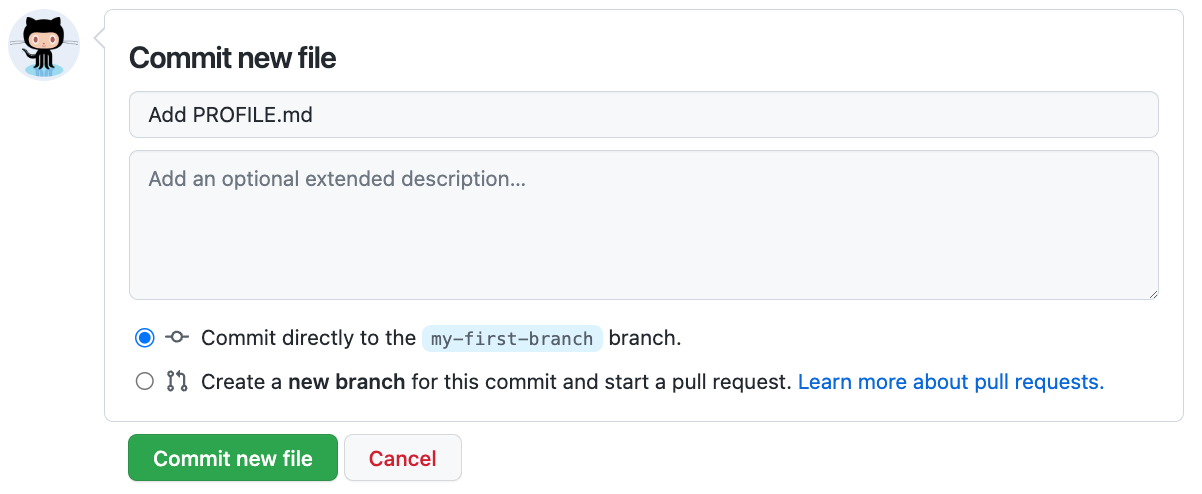 Commit new file
Add PROFILE.md
Add an optional extended description...
Commit directly to the my-first-branch branch.
Create a new branch for this commit and start a pull request. Learn more about pull requests.
Commit new file Cancel